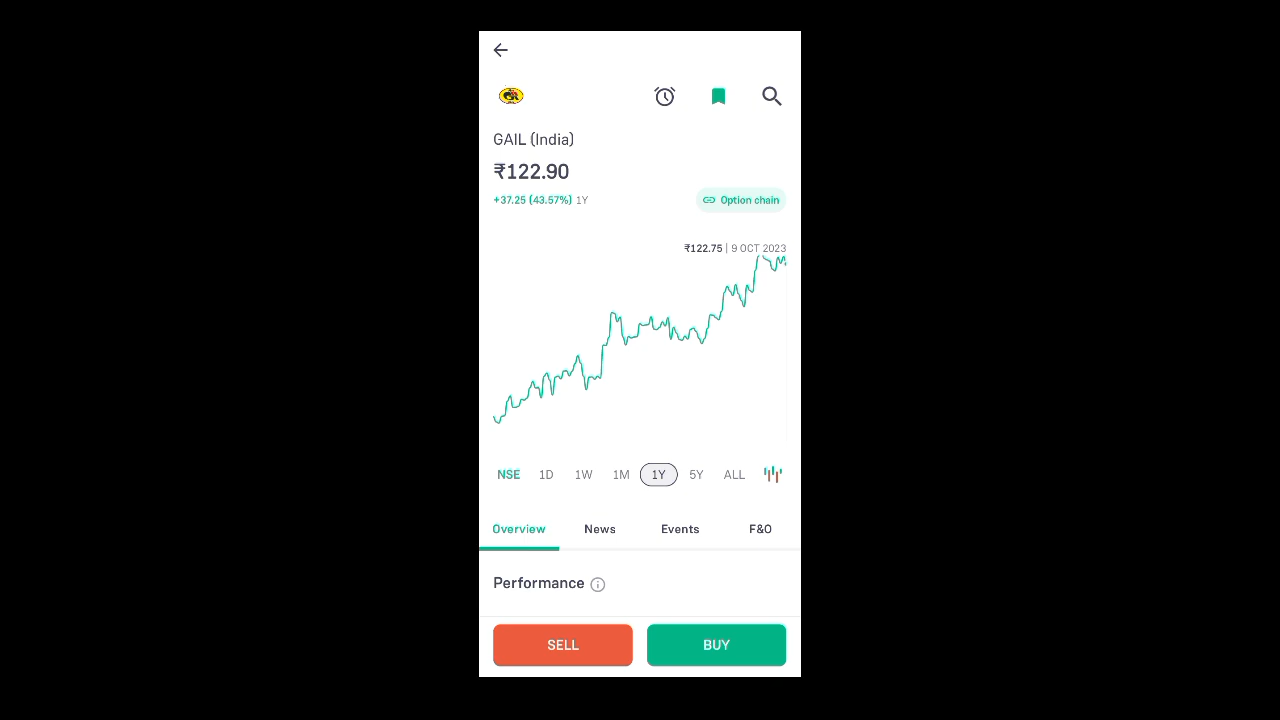 GAIL (India)
₹122.90
+37.25 (43.57%) 1Y
Option chain
₹122.75 | 9 OCT 2023
NSE 1D 1W 1M 1Y 5Y ALL
Overview News Events F&O
Performance
SELL BUY